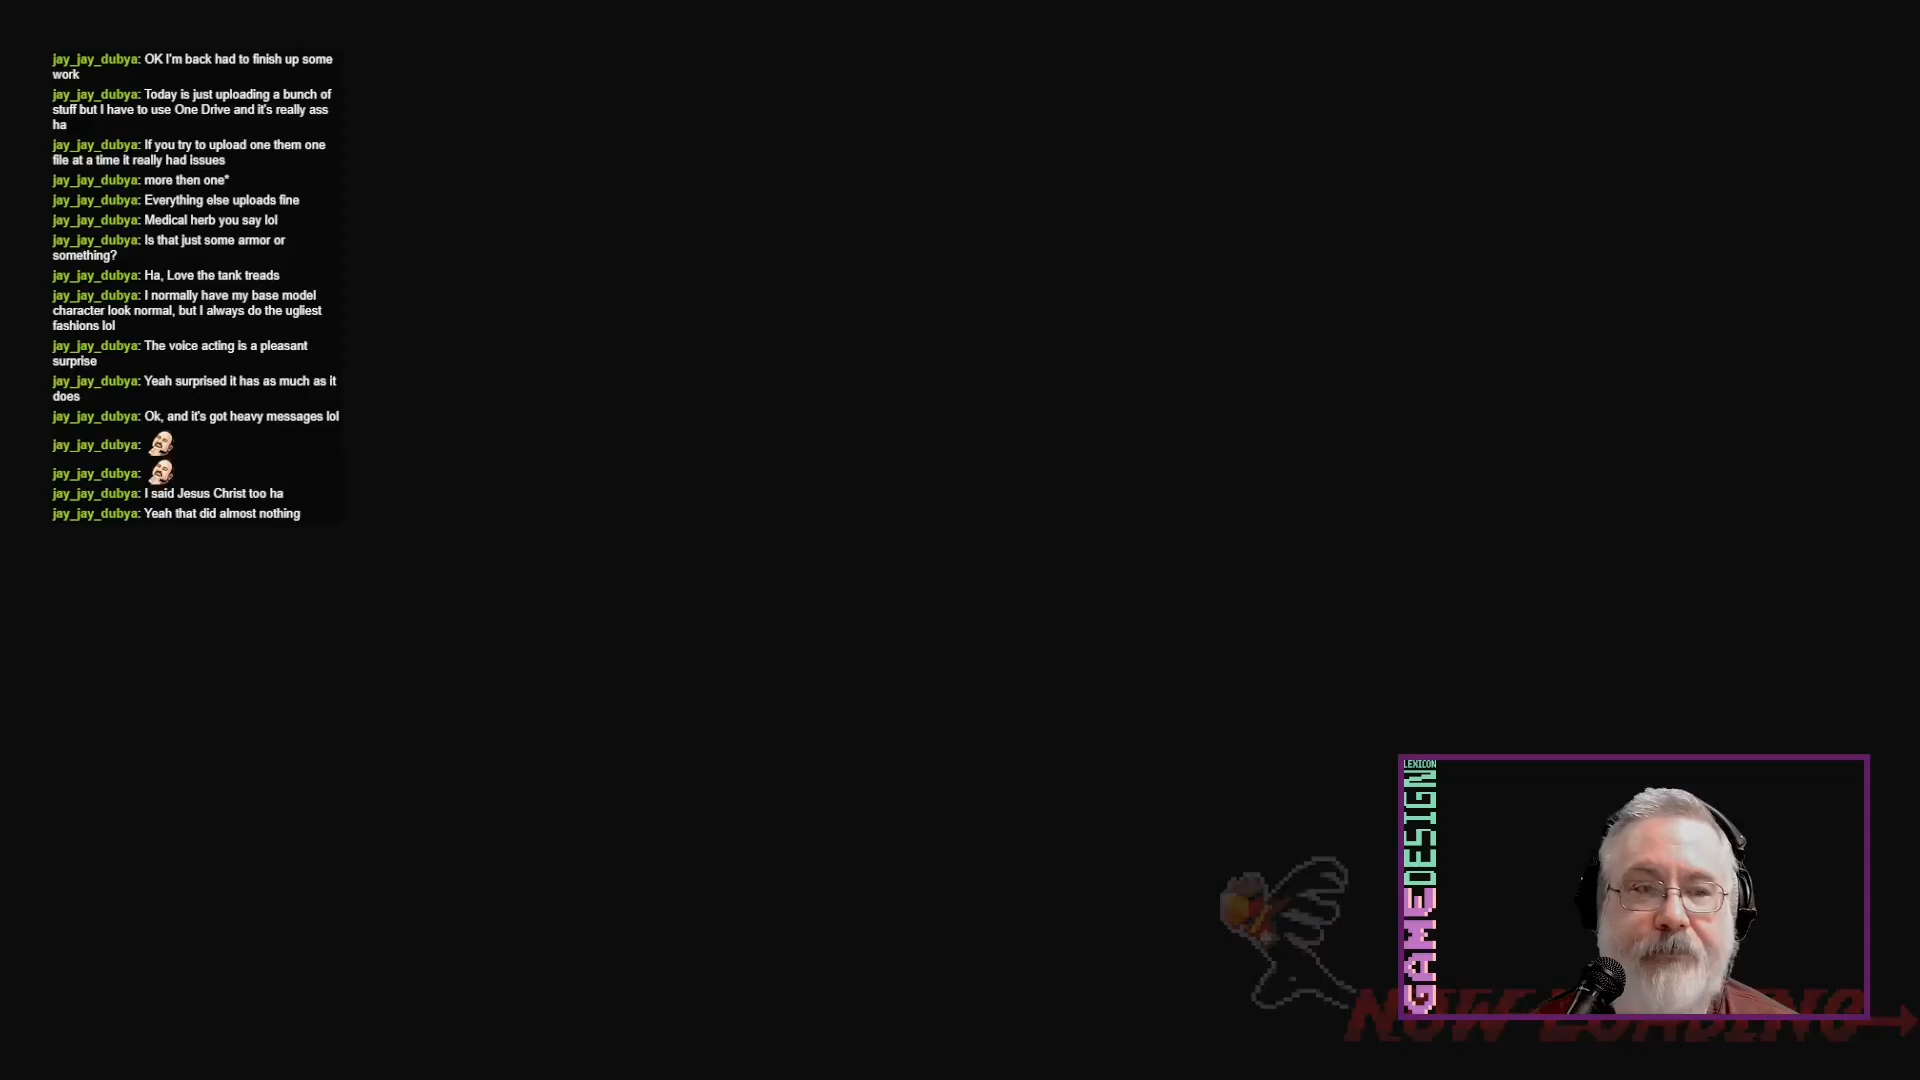 jay_jay_dubya: OK I'm back had to finish up some
work
jay_jay_dubya: Today is just uploading a bunch of
stuff but I have to use One Drive and it's really ass
ha
jay_jay_dubya: If you try to upload one them one
file at a time it really had issues
jay_jay_dubya: more then one*
jay_jay_dubya: Everything else uploads fine
jay_jay_dubya: Medical herb you say lol
jay_jay_dubya: Is that just some armor or
something?
jay_jay_dubya: Ha, Love the tank treads
jay_jay_dubya: I normally have my base model
character look normal, but I always do the ugliest
fashions lol
jay_jay_dubya: The voice acting is a pleasant
surprise
jay_jay_dubya: Yeah surprised it has as much as it
does
jay_jay_dubya: Ok, and it's got heavy messages lol
jay_jay_dubya:
jay_jay_dubya:
jay_jay_dubya: I said Jesus Christ too ha
jay_jay_dubya: Yeah that did almost nothing
GAMEDESIGN
LEXICON
NOW LOADING